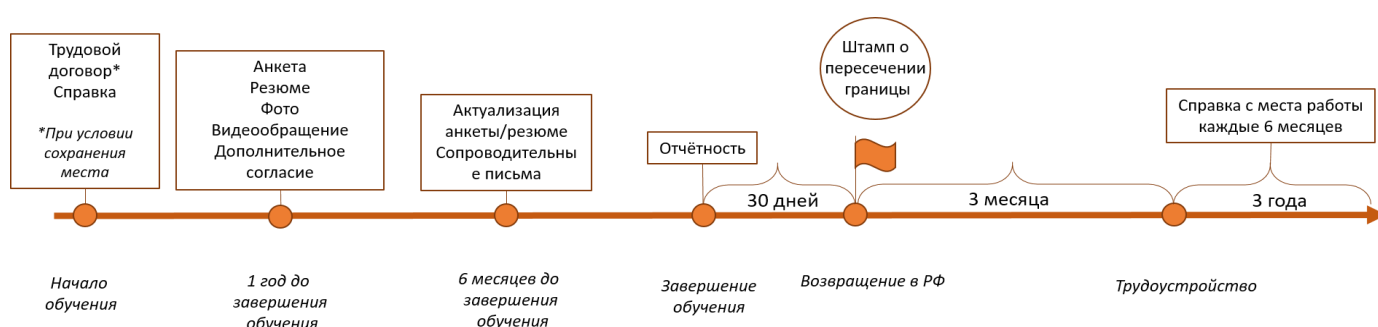 Трудовой
договор*
Справка
*При условии
сохранения
места
Анкета
Резюме
Фото
Видеообращение
Дополнительное
согласие
Актуализация
анкеты/резюме
Сопроводительны
е письма
Отчётность
Штамп о
пересечении
границы
Справка с места работы
каждые 6 месяцев
30 дней
3 месяца
3 года
Начало
обучения
1 год до
завершения
обучения
6 месяцев до
завершения
обучения
Завершение
обучения
Возвращение в РФ
Трудоустройство